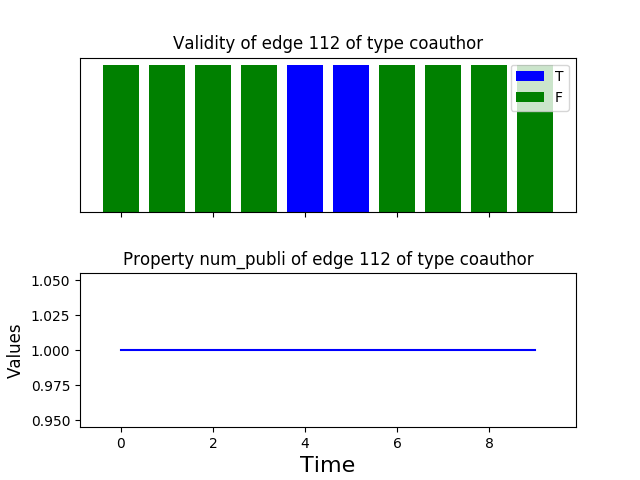 Validity of edge 112 of type coauthor
T
F
Property num_publi of edge 112 of type coauthor
1.050
1.025
1.000
0.975
0.950
Values
0 2 4 6 8
Time